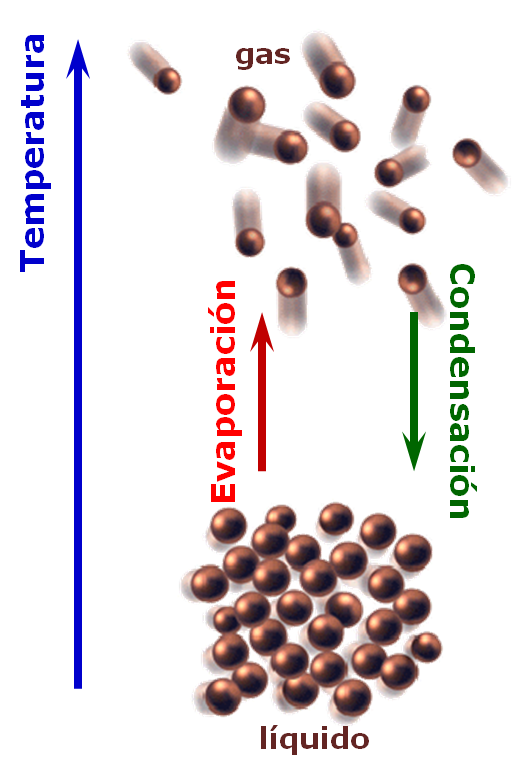 gas
Temperatura
Evaporación
Condensación
líquido